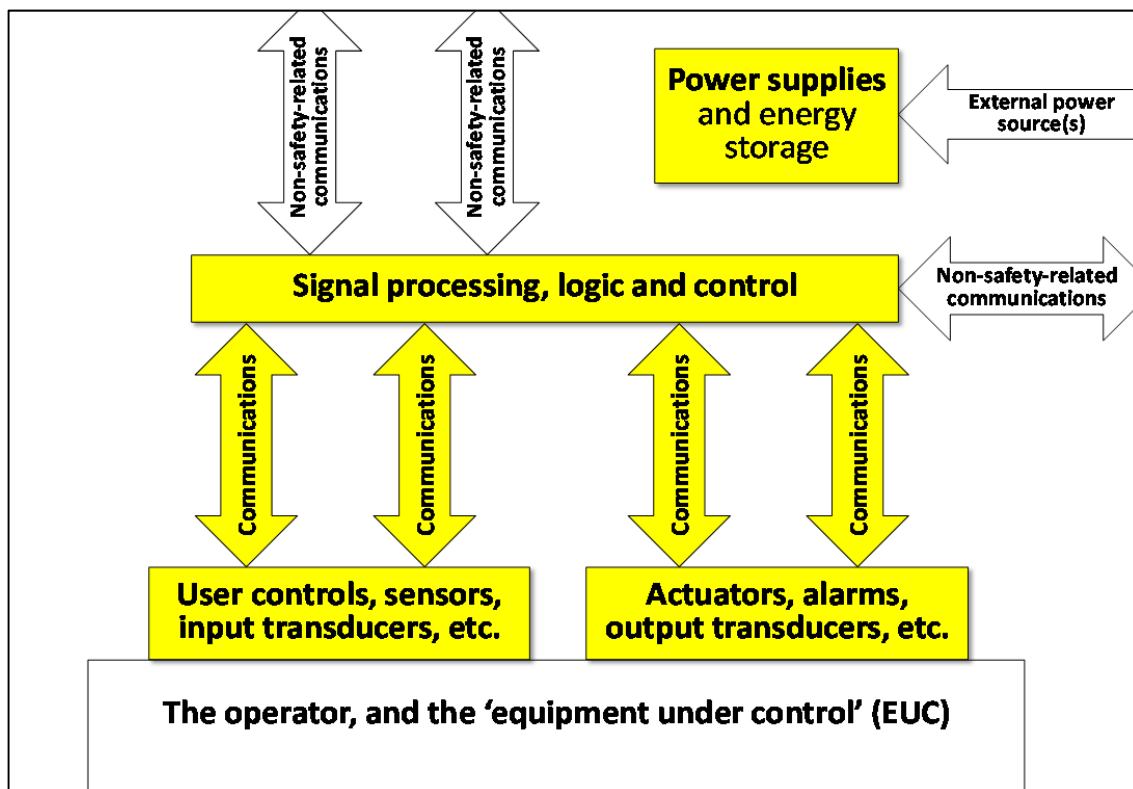 Non-safety-related
communications
Non-safety-related
communications
Power supplies
and energy
storage
External power
source(s)
Signal processing, logic and control
Non-safety-related
communications
Communications
Communications
Communications
Communications
User controls, sensors,
input transducers, etc.
Actuators, alarms,
output transducers, etc.
The operator, and the ‘equipment under control’ (EUC)